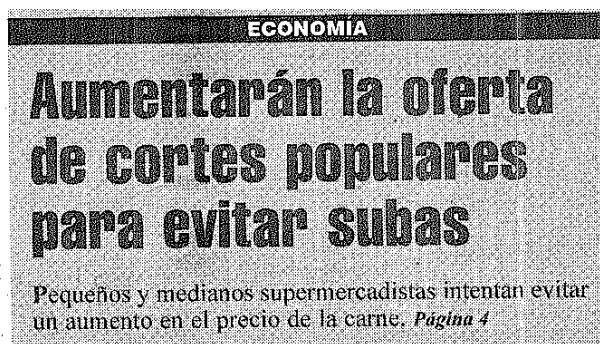 ECONOMIA
Aumentarán la oferta
de cortes populares
para evitar subas
Pequeños y medianos supermercadistas intentan evitar
un aumento en el precio de la carne. Página 4